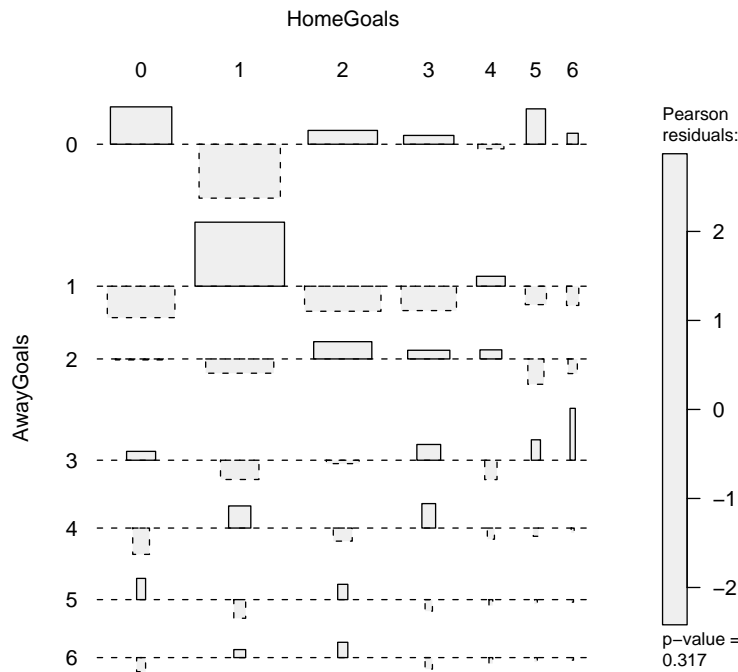 HomeGoals
0 1 2 3 4 5 6
AwayGoals
0
1
2
3
4
5
6
Pearson
residuals:
2
1
0
−1
−2
p−value =
0.317